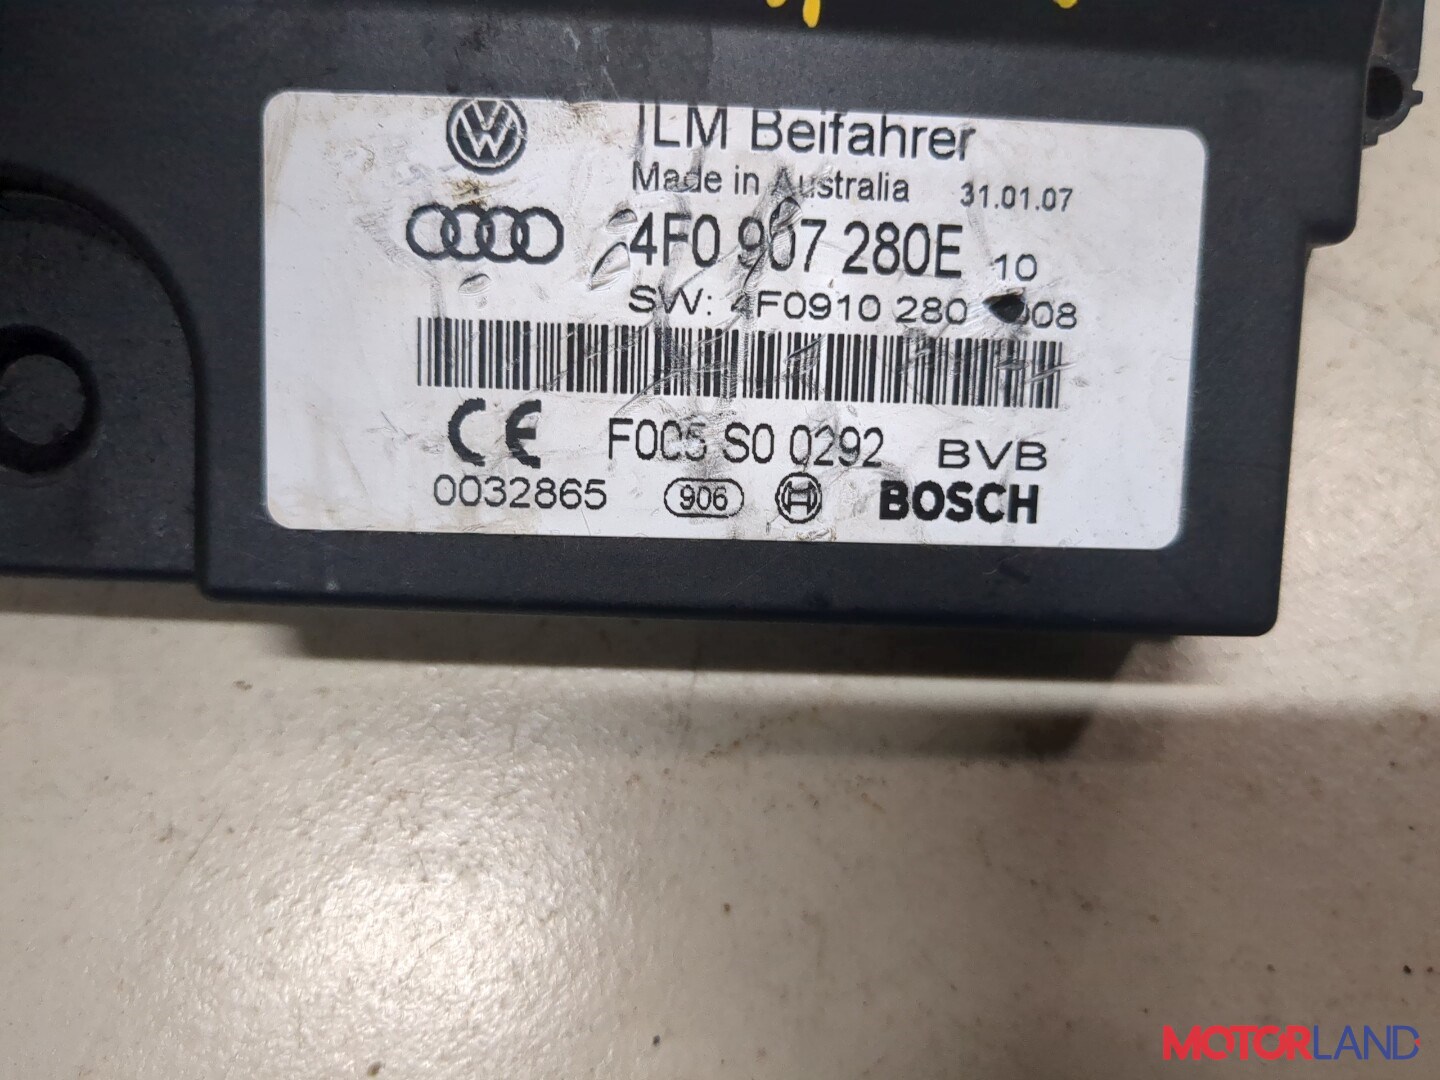 ILM Beifahrer
Made in Australia 31.01.07
4F0 907 280E 10
SW: 4F0910 280 008
CE F005 S0 0292 BVB
0032865 906 BOSCH
MOTORLAND